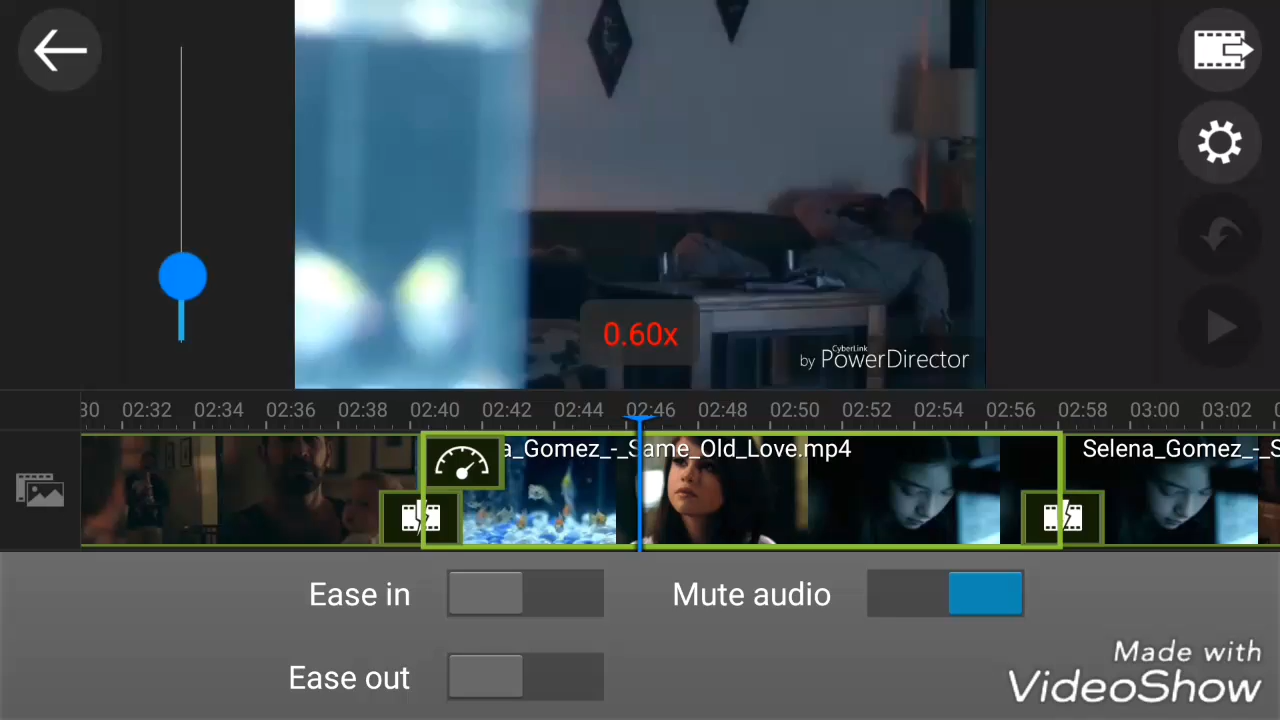 0.60x
CyberLink
by PowerDirector
30 02:32 02:34 02:36 02:38 02:40 02:42 02:44 02:46 02:48 02:50 02:52 02:54 02:56 02:58 03:00 03:02
a_Gomez_-_Same_Old_Love.mp4
Selena_Gomez_-_S
Ease in
Mute audio
Ease out
Made with
VideoShow